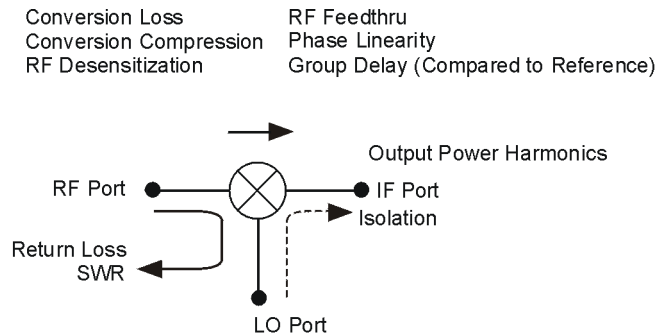 Conversion Loss
Conversion Compression
RF Desensitization
RF Feedthru
Phase Linearity
Group Delay (Compared to Reference)
Output Power Harmonics
RF Port
IF Port
Isolation
Return Loss
SWR
LO Port